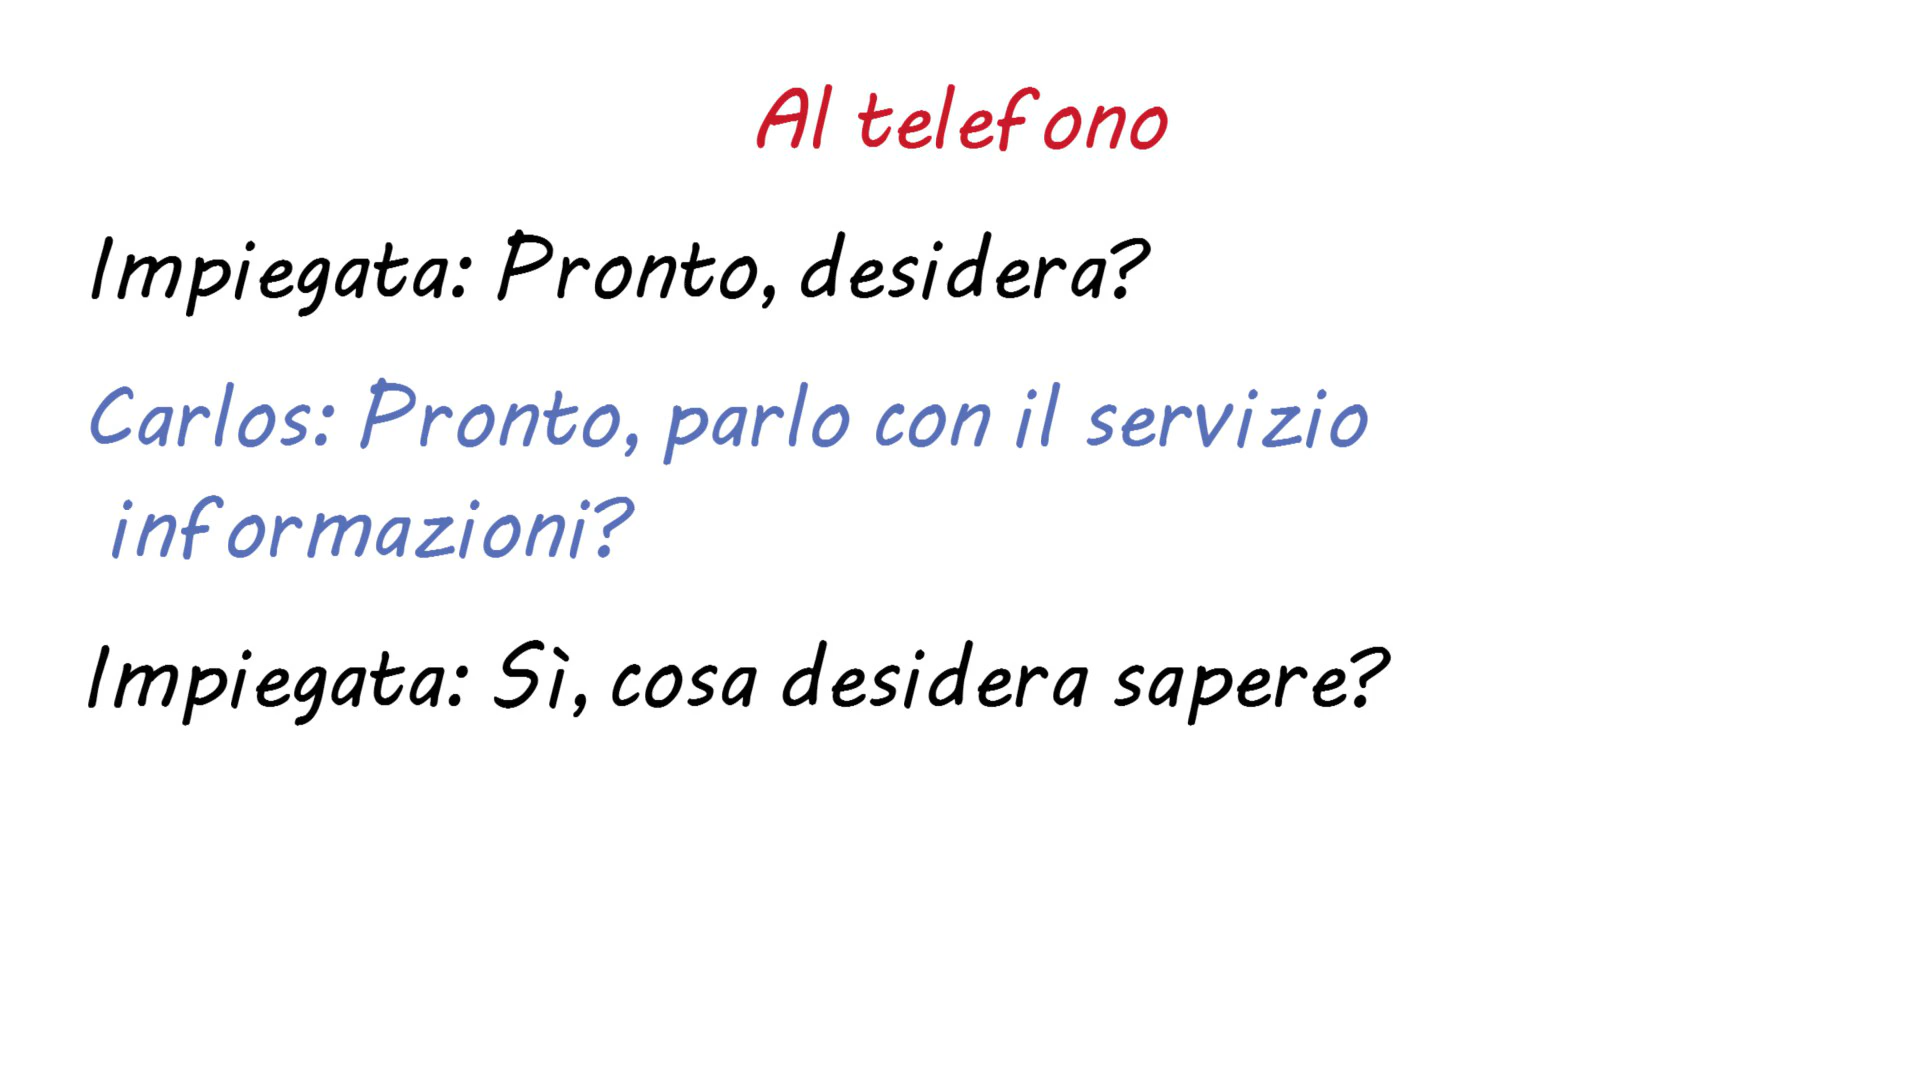 Al telefono
Impiegata: Pronto, desidera?
Carlos: Pronto, parlo con il servizio
informazioni?
Impiegata: Sì, cosa desidera sapere?